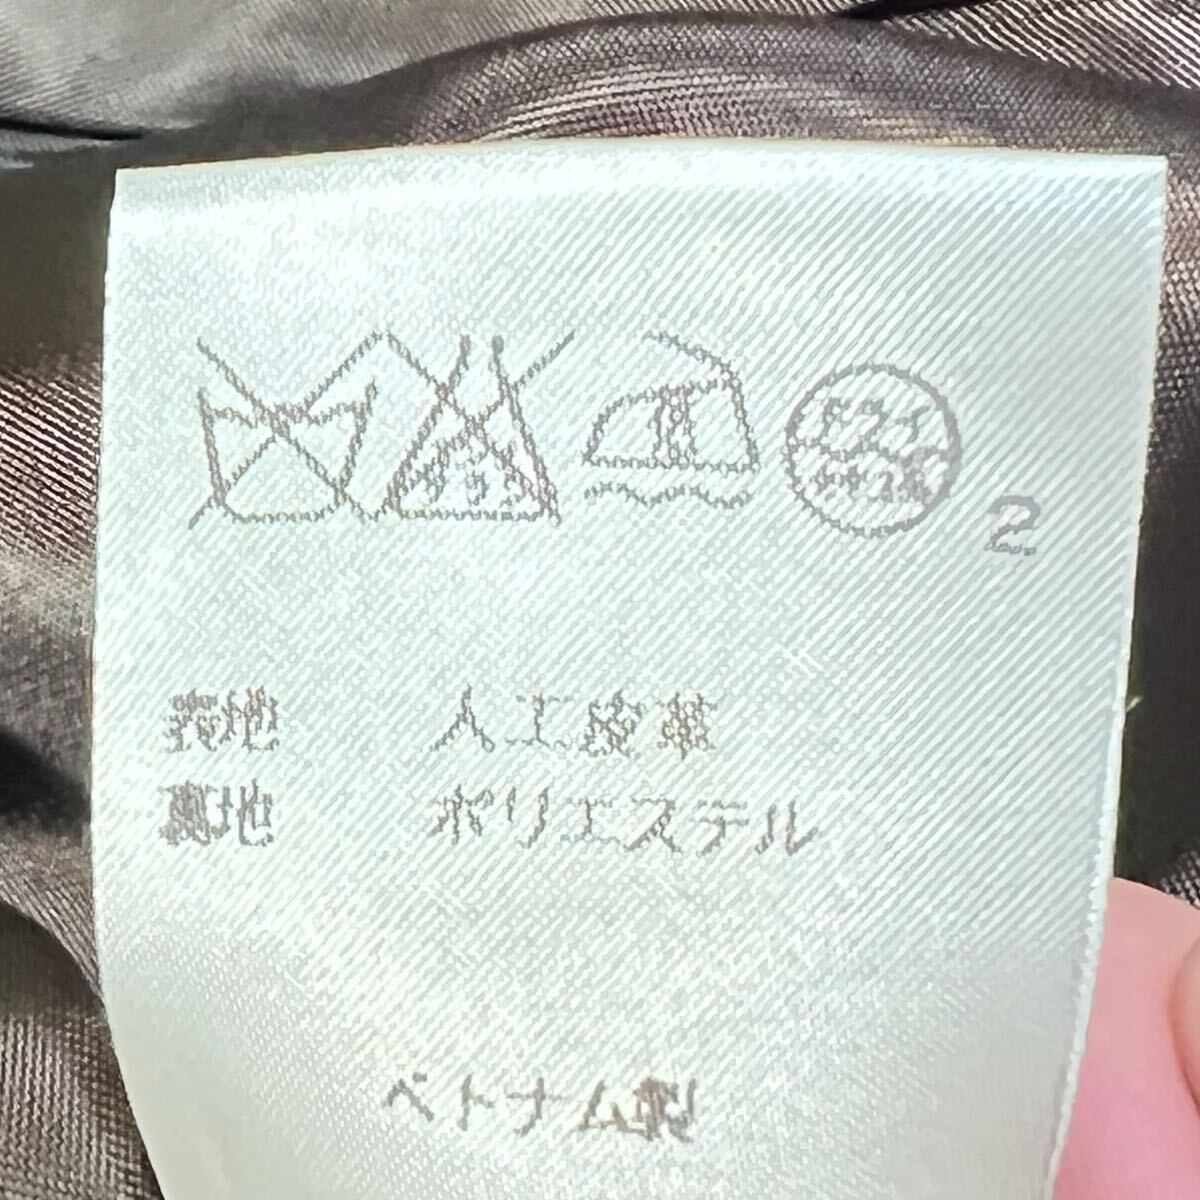 ドライ
セキユ系
2
表地 人工皮革
裏地 ポリエステル
ベトナム製